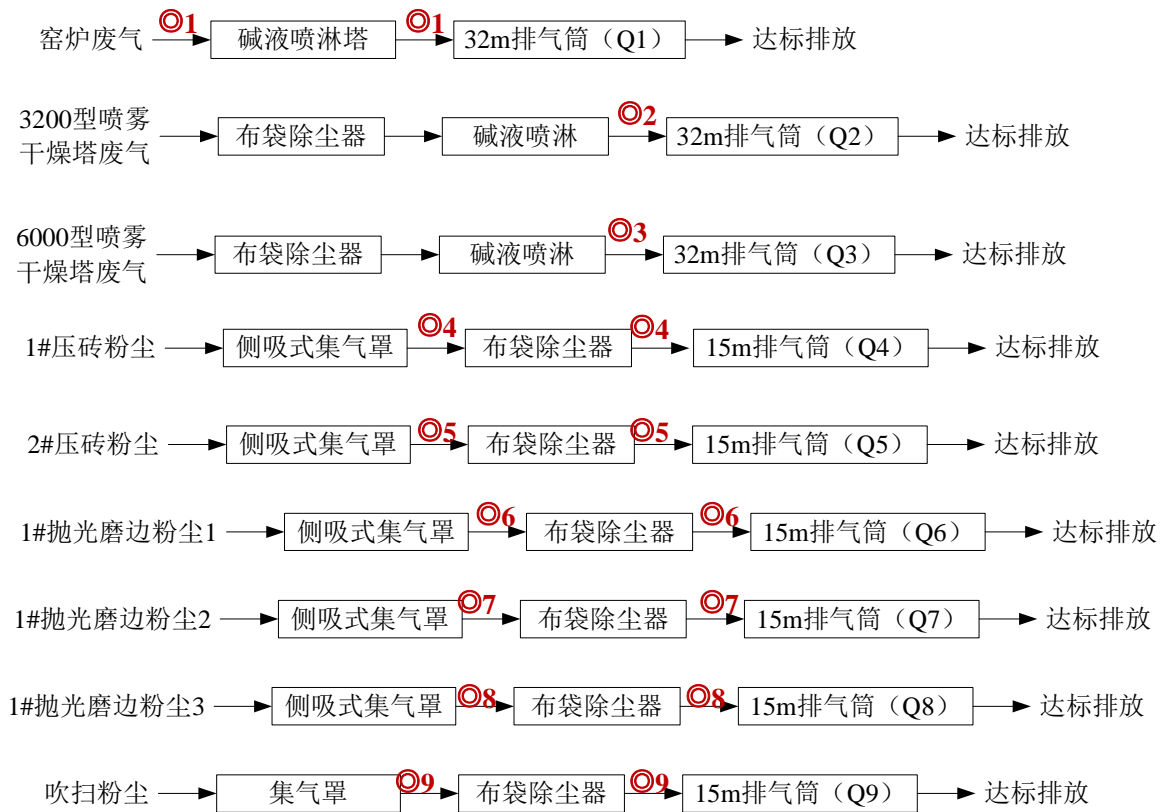 窑炉废气 ◎1 碱液喷淋塔 ◎1 32m排气筒（Q1） 达标排放
3200型喷雾
干燥塔废气 布袋除尘器 碱液喷淋 ◎2 32m排气筒（Q2） 达标排放
6000型喷雾
干燥塔废气 布袋除尘器 碱液喷淋 ◎3 32m排气筒（Q3） 达标排放
1#压砖粉尘 侧吸式集气罩 ◎4 布袋除尘器 ◎4 15m排气筒（Q4） 达标排放
2#压砖粉尘 侧吸式集气罩 ◎5 布袋除尘器 ◎5 15m排气筒（Q5） 达标排放
1#抛光磨边粉尘1 侧吸式集气罩 ◎6 布袋除尘器 ◎6 15m排气筒（Q6） 达标排放
1#抛光磨边粉尘2 侧吸式集气罩 ◎7 布袋除尘器 ◎7 15m排气筒（Q7） 达标排放
1#抛光磨边粉尘3 侧吸式集气罩 ◎8 布袋除尘器 ◎8 15m排气筒（Q8） 达标排放
吹扫粉尘 集气罩 ◎9 布袋除尘器 ◎9 15m排气筒（Q9） 达标排放